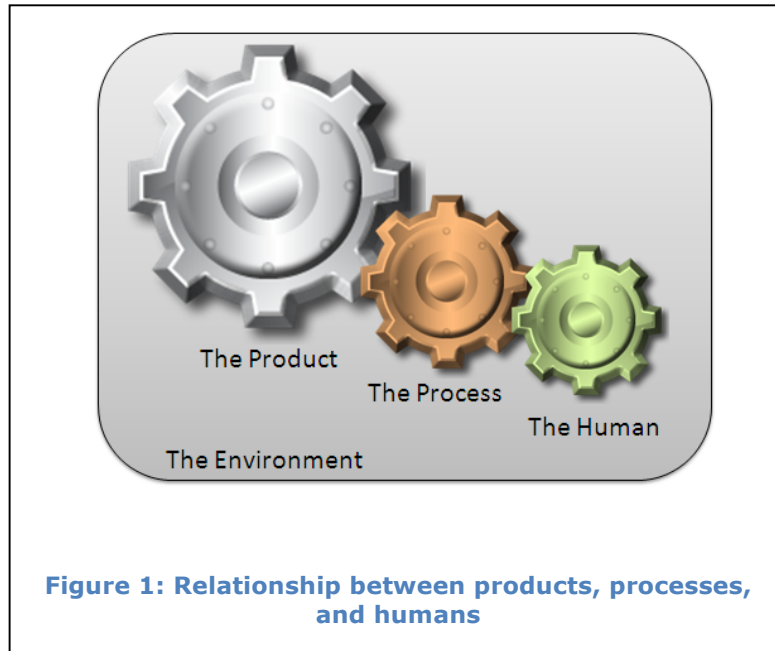 The Product
The Process
The Human
The Environment
Figure 1: Relationship between products, processes,
and humans